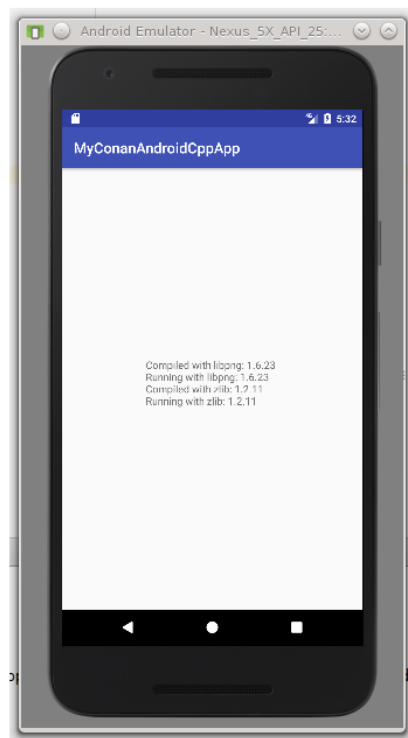 Android Emulator - Nexus_5X_API_25:...
5:32
MyConanAndroidCppApp
Compiled with libpng: 1.6.23
Running with libpng: 1.6.23
Compiled with zlib: 1.2.11
Running with zlib: 1.2.11